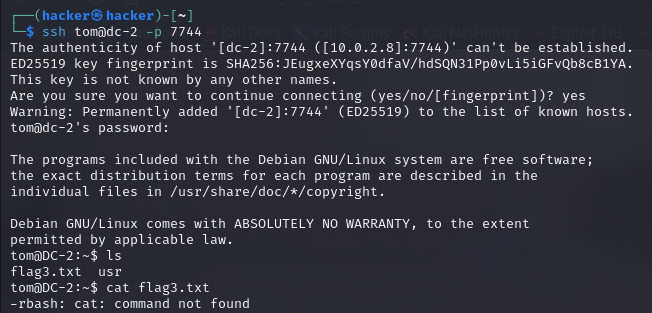 ┌──(hacker㉿hacker)-[~]
└─$ ssh tom@dc-2 -p 7744
The authenticity of host '[dc-2]:7744 ([10.0.2.8]:7744)' can't be established.
ED25519 key fingerprint is SHA256:JEugxeXYqsY0dfaV/hdSQN31Pp0vLi5iGFvQb8cB1YA.
This key is not known by any other names.
Are you sure you want to continue connecting (yes/no/[fingerprint])? yes
Warning: Permanently added '[dc-2]:7744' (ED25519) to the list of known hosts.
tom@dc-2's password:
The programs included with the Debian GNU/Linux system are free software;
the exact distribution terms for each program are described in the
individual files in /usr/share/doc/*/copyright.
Debian GNU/Linux comes with ABSOLUTELY NO WARRANTY, to the extent
permitted by applicable law.
tom@DC-2:~$ ls
flag3.txt  usr
tom@DC-2:~$ cat flag3.txt
-rbash: cat: command not found